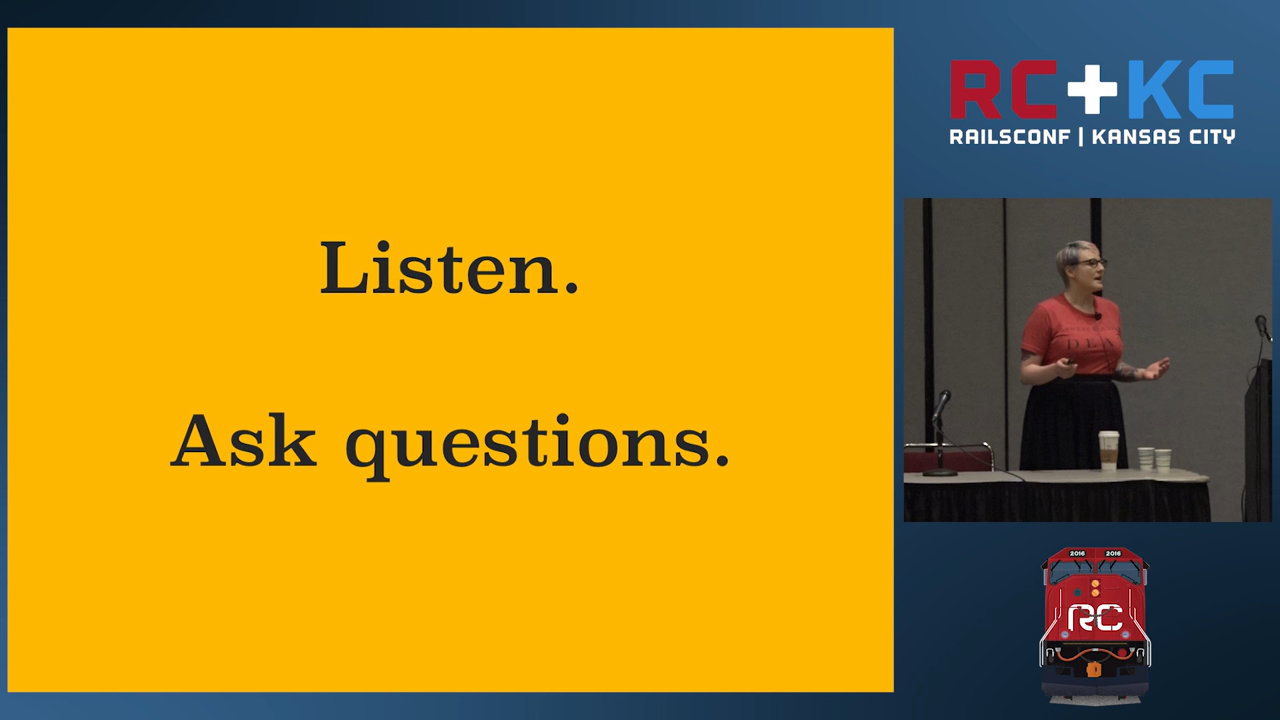 Listen.
Ask questions.
RC+KC
RAILSCONF | KANSAS CITY
2016 2016
RC